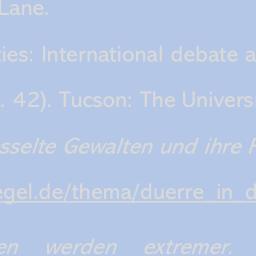 Lane.
ties: International debate a
. 42). Tucson: The Univers
sselte Gewalten und ihre F
egel.de/thema/duerre_in_d
en werden extremer.